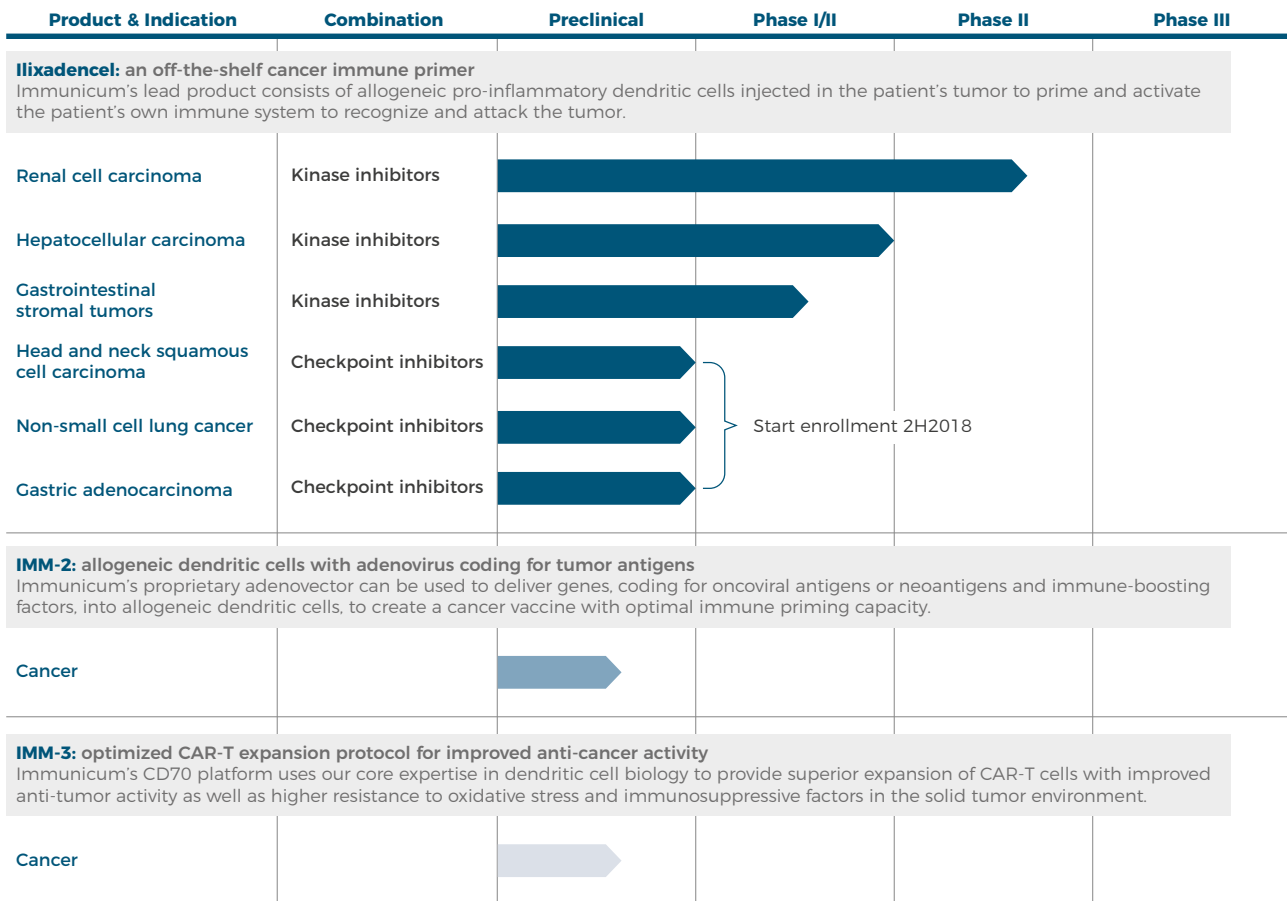 Product & Indication Combination Preclinical Phase I/II Phase II Phase III
Ilixadencel: an off-the-shelf cancer immune primer
Immunicum's lead product consists of allogeneic pro-inflammatory dendritic cells injected in the patient's tumor to prime and activate
the patient's own immune system to recognize and attack the tumor.
Renal cell carcinoma Kinase inhibitors
Hepatocellular carcinoma Kinase inhibitors
Gastrointestinal
stromal tumors
Kinase inhibitors
Head and neck squamous
cell carcinoma
Checkpoint inhibitors
Non-small cell lung cancer Checkpoint inhibitors Start enrollment 2H2018
Gastric adenocarcinoma Checkpoint inhibitors
IMM-2: allogeneic dendritic cells with adenovirus coding for tumor antigens
Immunicum's proprietary adenovector can be used to deliver genes, coding for oncoviral antigens or neoantigens and immune-boosting
factors, into allogeneic dendritic cells, to create a cancer vaccine with optimal immune priming capacity.
Cancer
IMM-3: optimized CAR-T expansion protocol for improved anti-cancer activity
Immunicum's CD70 platform uses our core expertise in dendritic cell biology to provide superior expansion of CAR-T cells with improved
anti-tumor activity as well as higher resistance to oxidative stress and immunosuppressive factors in the solid tumor environment.
Cancer